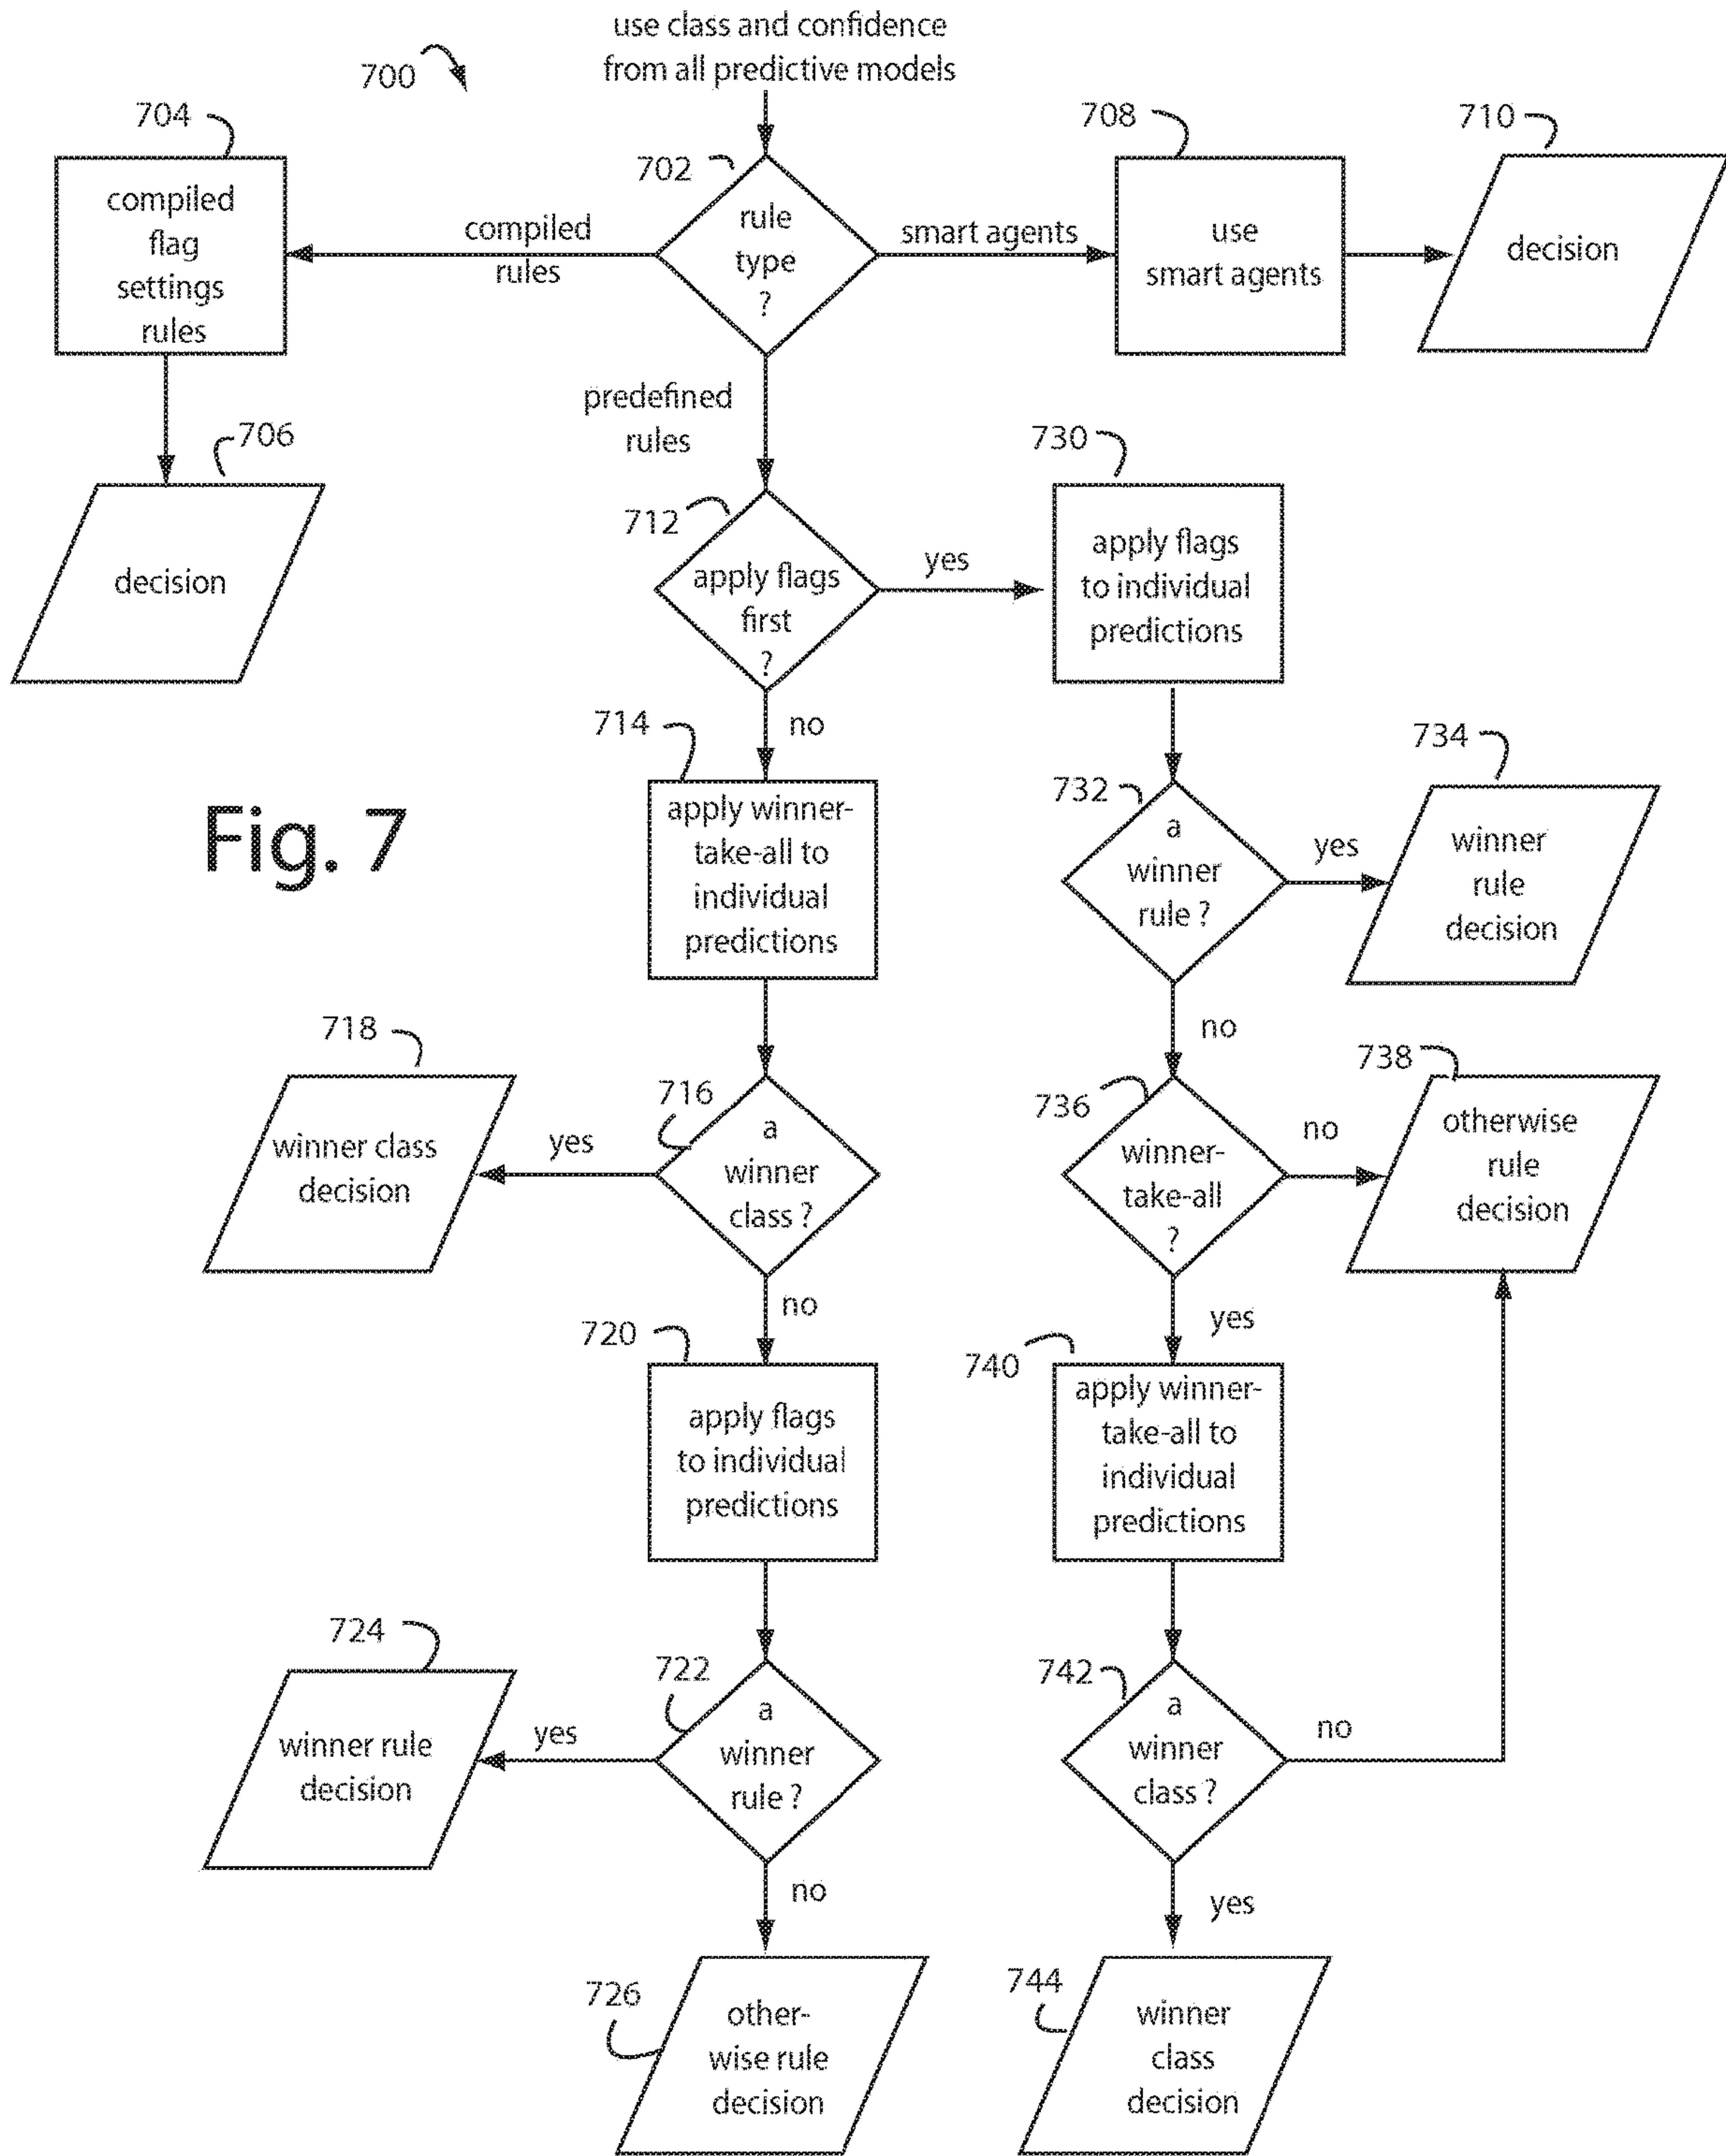 use class and confidence
from all predictive models
700
704
compiled
flag
settings
rules
compiled
rules
702
rule
type
?
smart agents
708
use
smart agents
710
decision
706
decision
predefined
rules
712
apply flags
first
?
yes
730
apply flags
to individual
predictions
no
714
apply winner-
take-all to
individual
predictions
Fig. 7
732
a
winner
rule ?
yes
734
winner
rule
decision
no
718
winner class
decision
yes
716
a
winner
class ?
736
winner-
take-all
?
no
738
otherwise
rule
decision
no
720
apply flags
to individual
predictions
yes
740
apply winner-
take-all to
individual
predictions
724
winner rule
decision
yes
722
a
winner
rule ?
742
a
winner
class ?
no
no
726
other-
wise rule
decision
yes
744
winner
class
decision